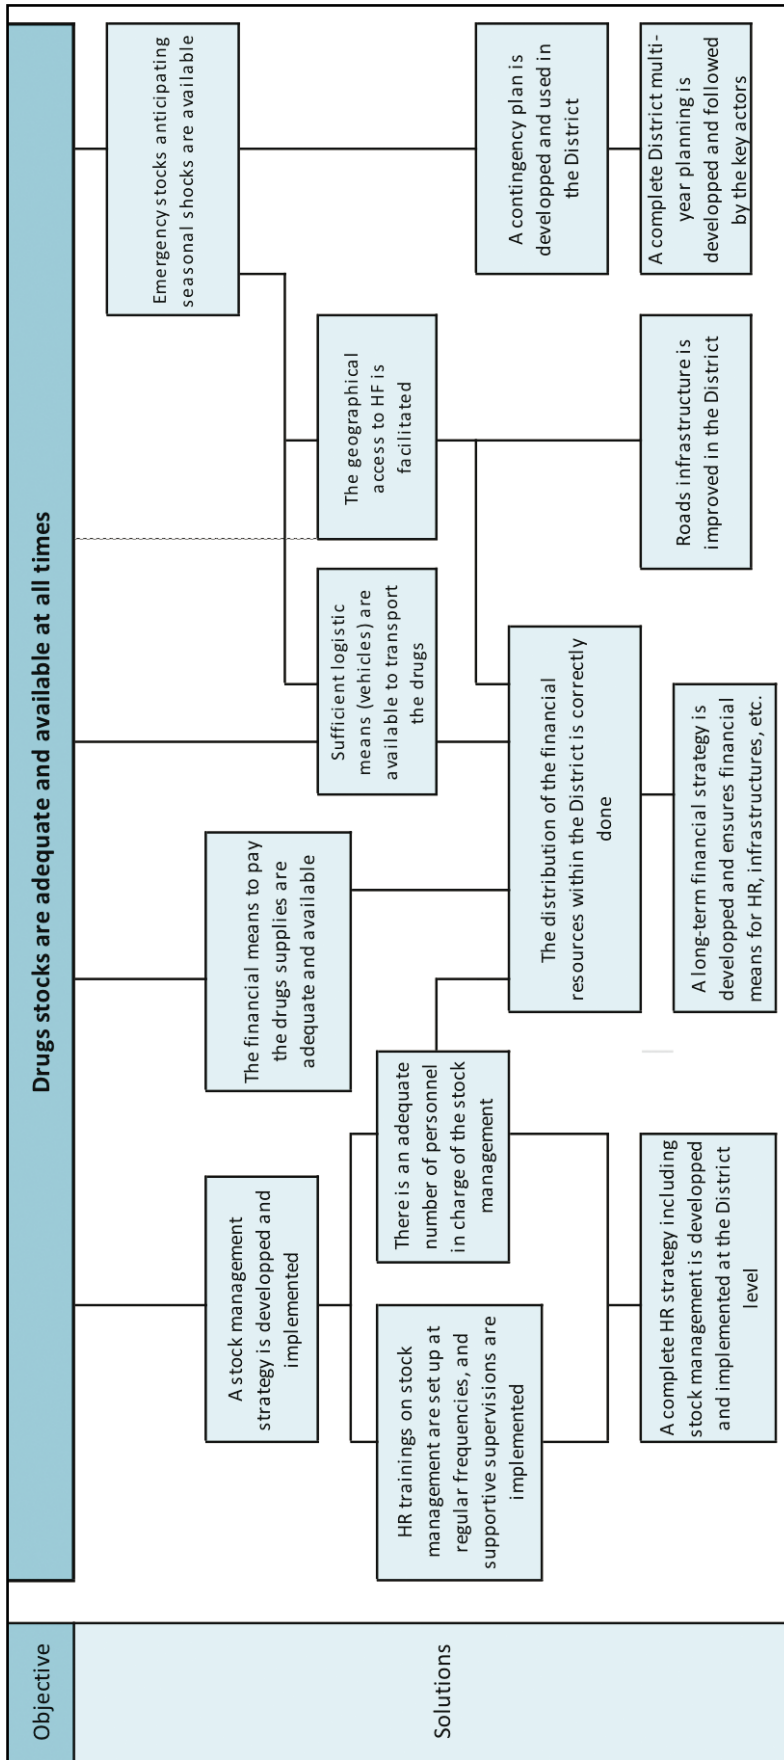 Objective
Drugs stocks are adequate and available at all times
Solutions
A stock management
strategy is developped and
implemented
The financial means to pay
the drugs supplies are
adequate and available
Emergency stocks anticipating
seasonal shocks are available
HR trainings on stock
management are set up at
regular frequencies, and
supportive supervisions are
implemented
There is an adequate
number of personnel
in charge of the stock
management
Sufficient logistic
means (vehicles) are
available to transport
the drugs
The geographical
access to HF is
facilitated
The distribution of the financial
resources within the District is correctly
done
A contingency plan is
developped and used in
the District
A complete HR strategy including
stock management is developped
and implemented at the District
level
A long-term financial strategy is
developped and ensures financial
means for HR, infrastructures, etc.
Roads infrastructure is
improved in the District
A complete District multi-
year planning is
developped and followed
by the key actors